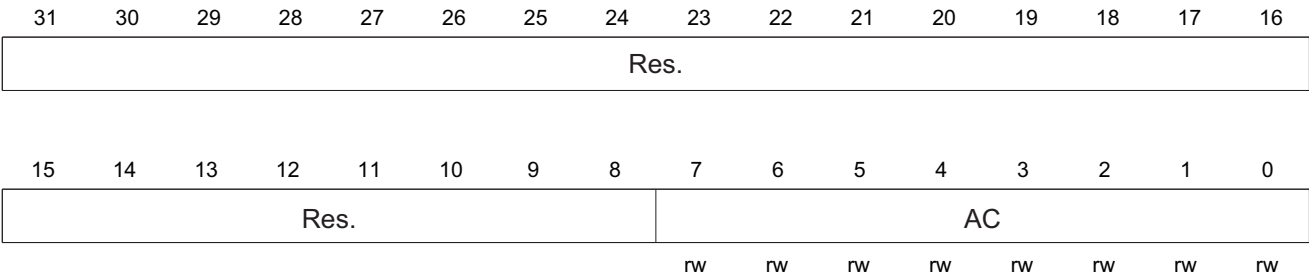 31 30 29 28 27 26 25 24 23 22 21 20 19 18 17 16
Res.
15 14 13 12 11 10 9 8 7 6 5 4 3 2 1 0
Res. AC
rw rw rw rw rw rw rw rw